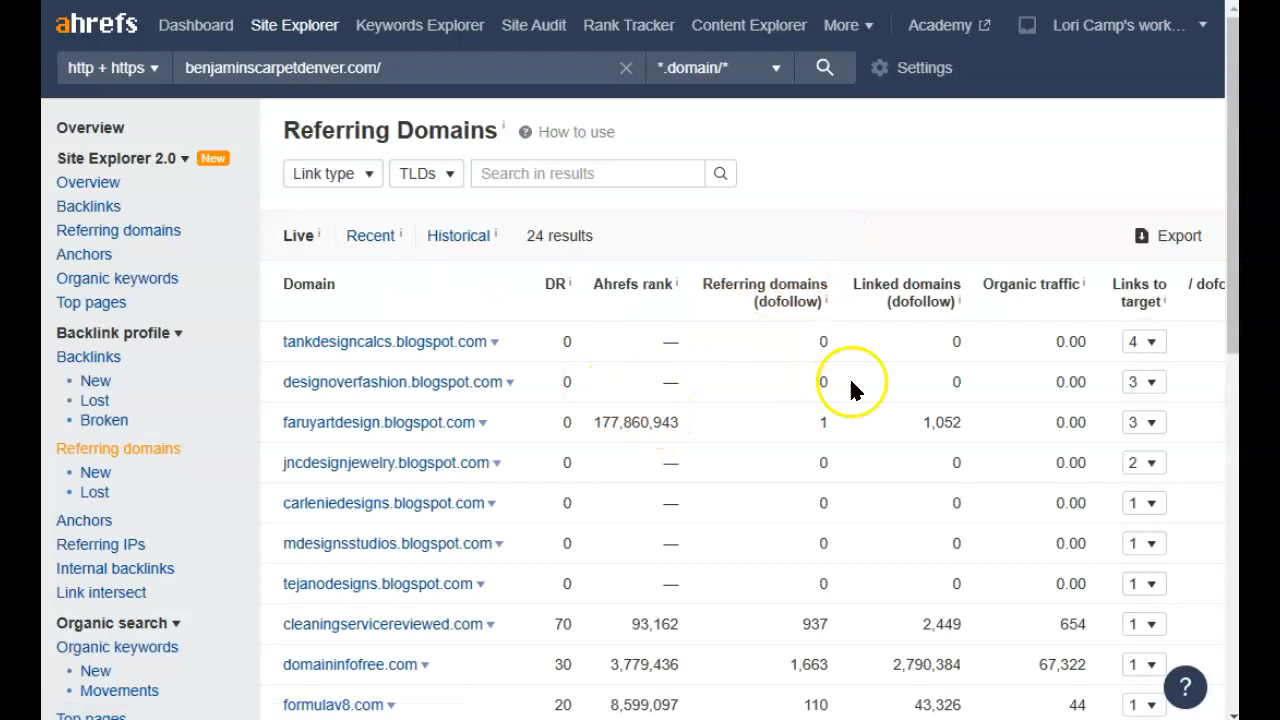 ahrefs Dashboard Site Explorer Keywords Explorer Site Audit Rank Tracker Content Explorer More Academy Lori Camp's work...
http + https benjaminscarpetdenver.com/ *.domain/* Settings
Overview
Site Explorer 2.0 New
Overview
Backlinks
Referring domains
Anchors
Organic keywords
Top pages
Backlink profile
Backlinks
• New
• Lost
• Broken
Referring domains
• New
• Lost
Anchors
Referring IPs
Internal backlinks
Link intersect
Organic search
Organic keywords
• New
• Movements
Top pages
Referring Domains i ? How to use
Link type TLDs Search in results
Live i Recent i Historical i 24 results Export
Domain DR i Ahrefs rank i Referring domains (dofollow) i Linked domains (dofollow) i Organic traffic i Links to target i / dofo
tankdesigncalcs.blogspot.com 0 — 0 0 0.00 4
designoverfashion.blogspot.com 0 — 0 0 0.00 3
faruyartdesign.blogspot.com 0 177,860,943 1 1,052 0.00 3
jncdesignjewelry.blogspot.com 0 — 0 0 0.00 2
carleniedesigns.blogspot.com 0 — 0 0 0.00 1
mdesignsstudios.blogspot.com 0 — 0 0 0.00 1
tejanodesigns.blogspot.com 0 — 0 0 0.00 1
cleaningservicereviewed.com 70 93,162 937 2,449 654 1
domaininfofree.com 30 3,779,436 1,663 2,790,384 67,322 1
formulav8.com 20 8,599,097 110 43,326 44 1
?